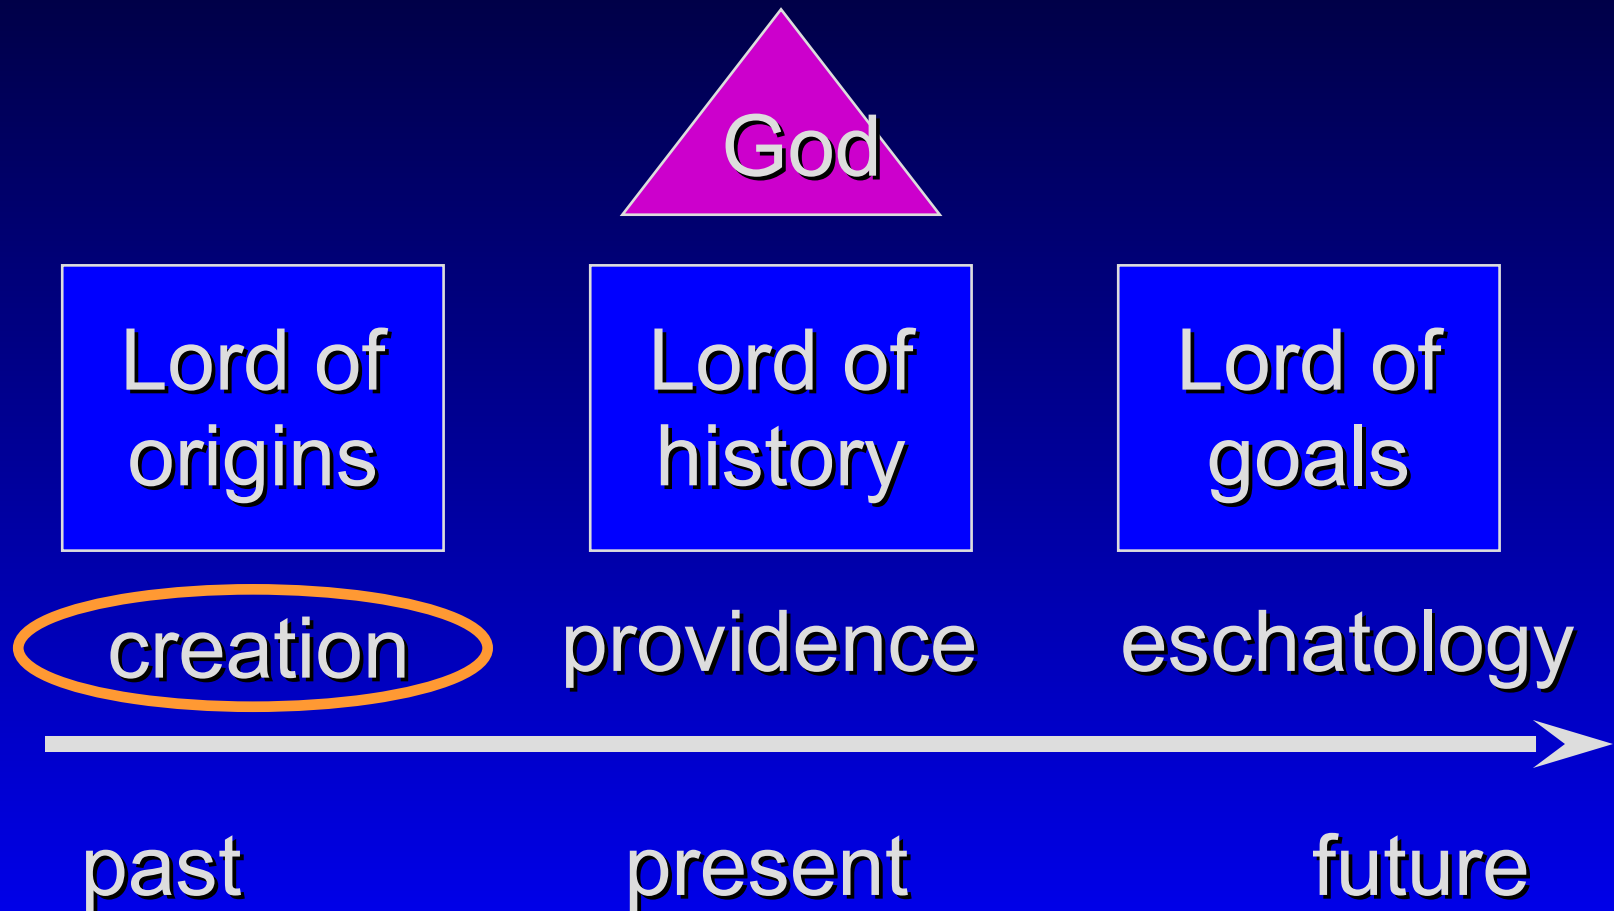 God
Lord of
origins
Lord of
history
Lord of
goals
creation
providence
eschatology
past
present
future